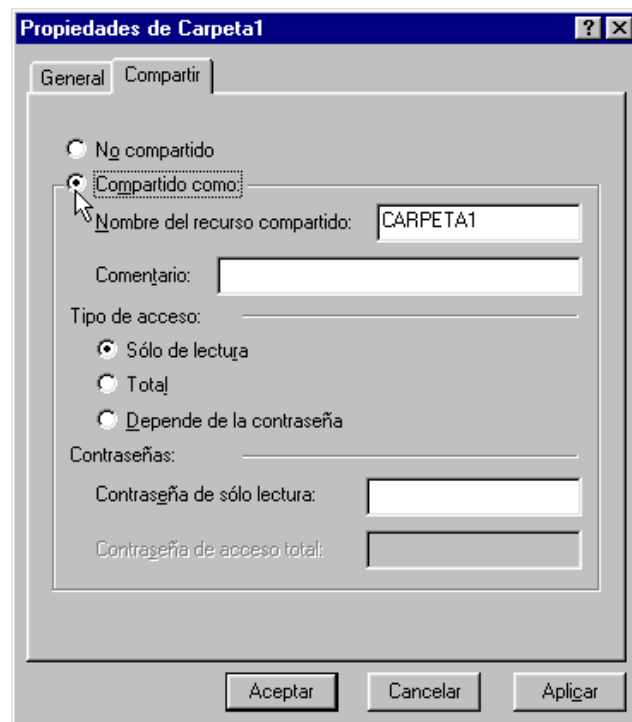 Propiedades de Carpeta1
General Compartir
No compartido
Compartido como:
Nombre del recurso compartido: CARPETA1
Comentario:
Tipo de acceso:
Sólo de lectura
Total
Depende de la contraseña
Contraseñas:
Contraseña de sólo lectura:
Contraseña de acceso total:
Aceptar Cancelar Aplicar